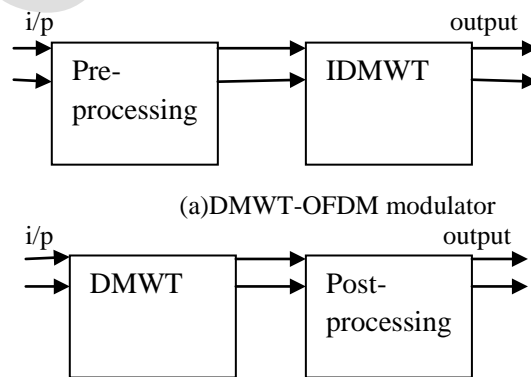 i/p
output
Pre-
processing
IDMWT
(a)DMWT-OFDM modulator
i/p
output
DMWT
Post-
processing